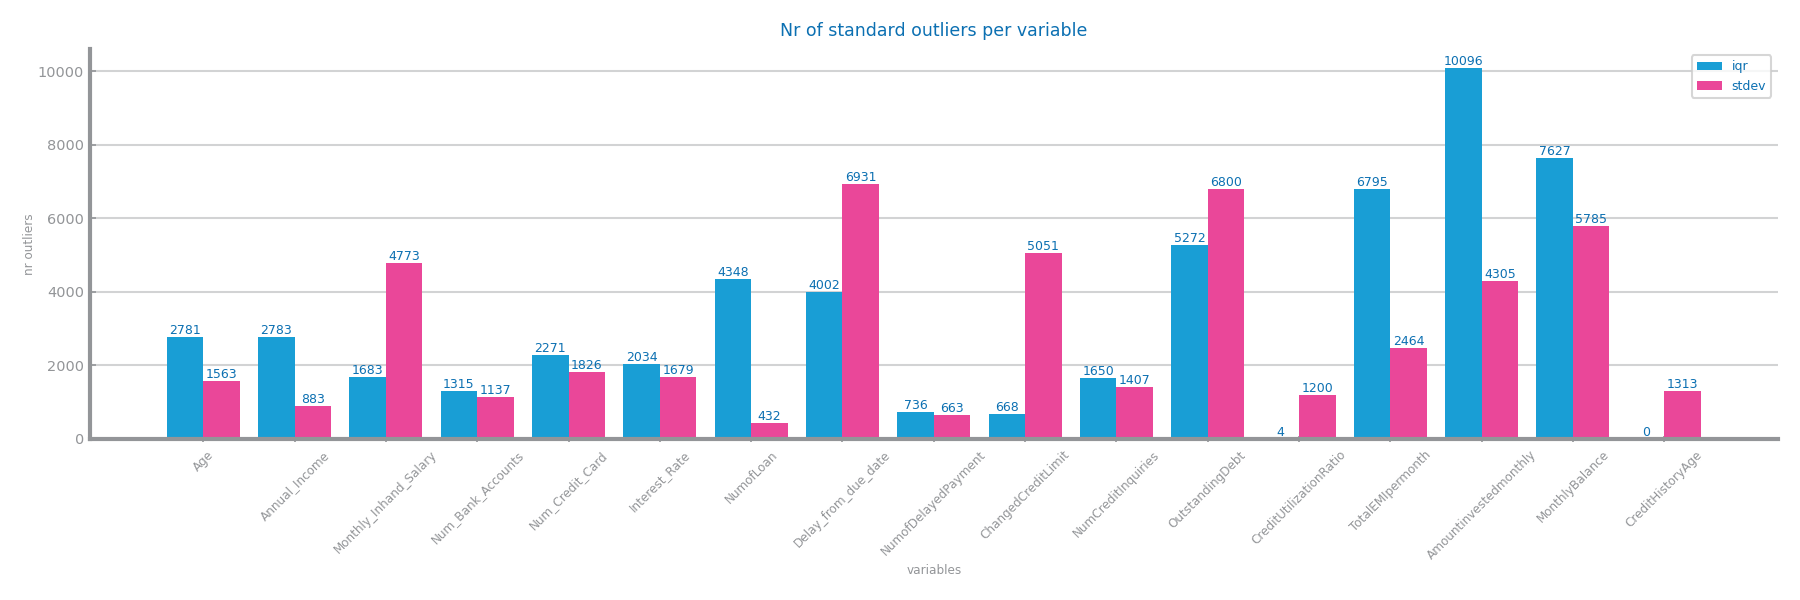 Nr of standard outliers per variable
iqr
stdev
nr outliers
10000
8000
6000
4000
2000
0
2781 1563
2783 883
1683 4773
1315 1137
2271 1826
2034 1679
4348 432
4002 6931
736 663
668 5051
1650 1407
5272 6800
4 1200
6795 2464
10096 4305
7627 5785
0 1313
Age
Annual_Income
Monthly_Inhand_Salary
Num_Bank_Accounts
Num_Credit_Card
Interest_Rate
NumofLoan
Delay_from_due_date
NumofDelayedPayment
ChangedCreditLimit
NumCreditInquiries
OutstandingDebt
CreditUtilizationRatio
TotalEMIpermonth
Amountinvestedmonthly
MonthlyBalance
CreditHistoryAge
variables